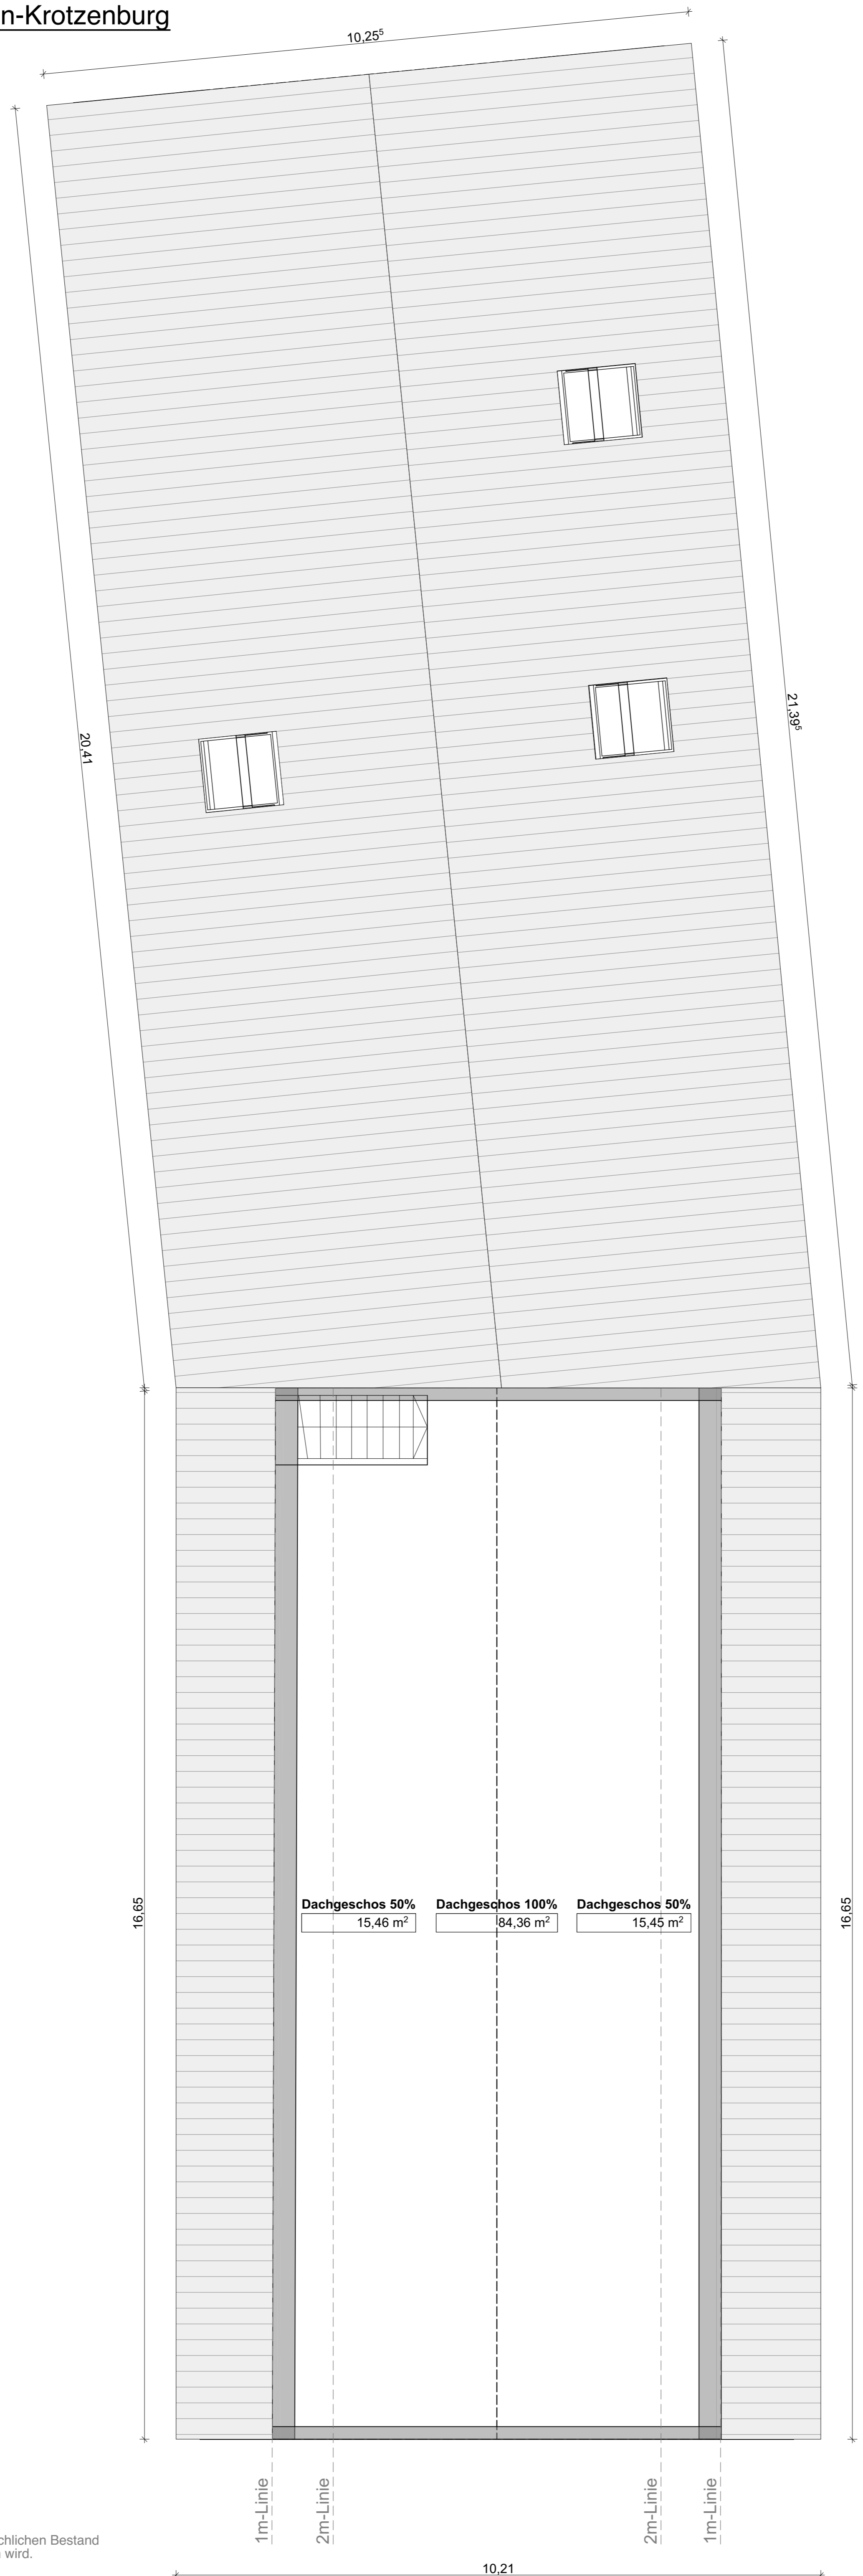 n-Krotzenburg
10,25⁵
20,41
21,39⁵
16,65
16,65
Dachgeschos 50%
15,46 m²
Dachgeschos 100%
84,36 m²
Dachgeschos 50%
15,45 m²
1m-Linie
2m-Linie
2m-Linie
1m-Linie
chlichen Bestand
wird.
10,21